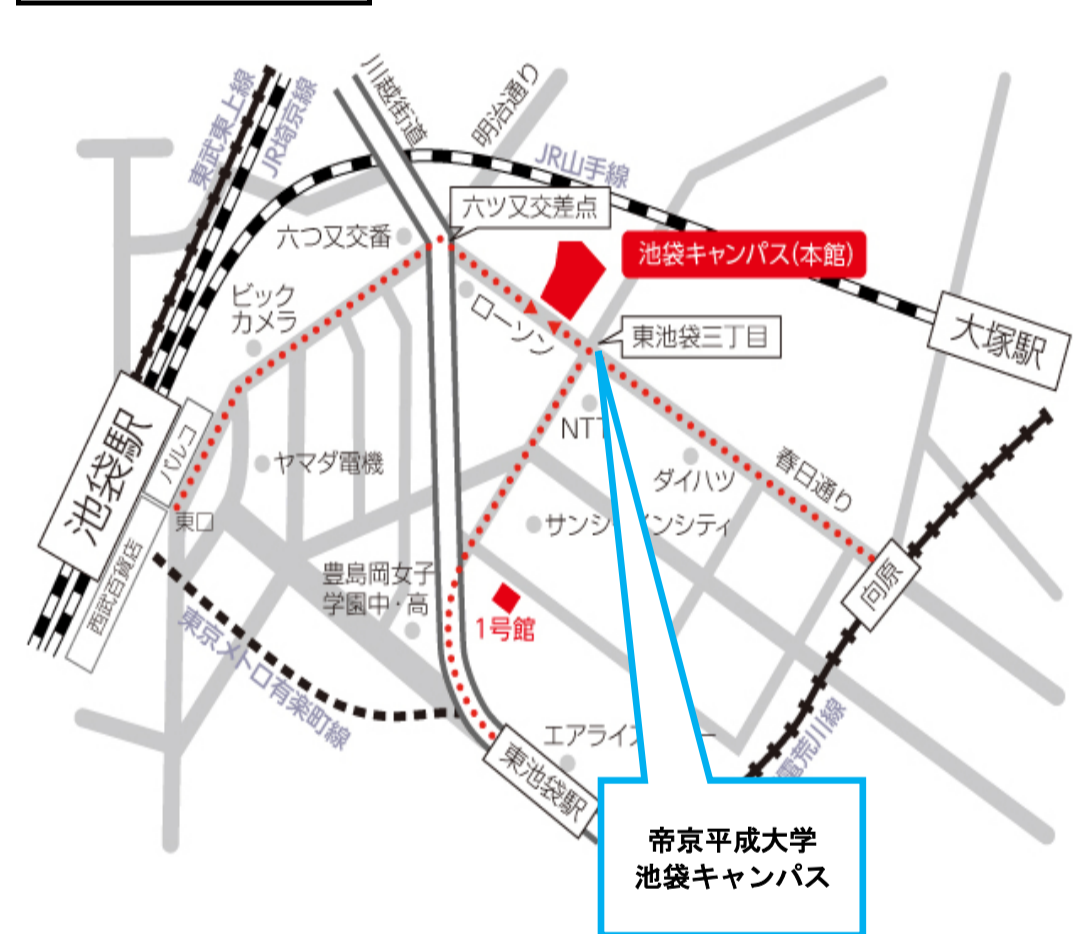 東武東上線
JR埼京線
川越街道
明治通り
JR山手線
六ツ又交差点
六つ又交番
池袋キャンパス(本館)
ビック
カメラ
ローソン
東池袋三丁目
大塚駅
池袋駅
パルコ
NTT
ヤマダ電機
ダイハツ
春日通り
東口
サンシャインシティ
西武百貨店
豊島岡女子
学園中・高
向原
1号館
東京メトロ有楽町線
エアライズ
ー
電荒川線
東池袋駅
帝京平成大学
池袋キャンパス